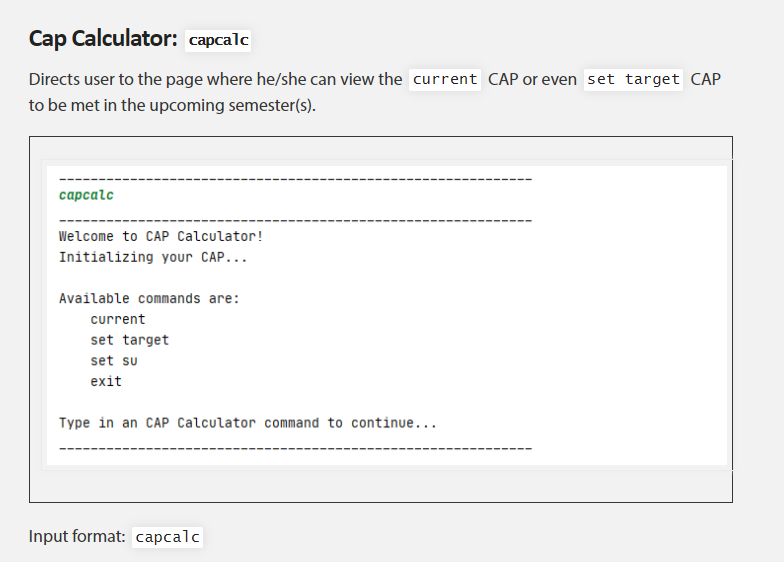 Cap Calculator: capcalc
Directs user to the page where he/she can view the current CAP or even set target CAP
to be met in the upcoming semester(s).
------------------------------------------------------------
capcalc
------------------------------------------------------------
Welcome to CAP Calculator!
Initializing your CAP...
Available commands are:
current
set target
set su
exit
Type in an CAP Calculator command to continue...
------------------------------------------------------------
Input format: capcalc